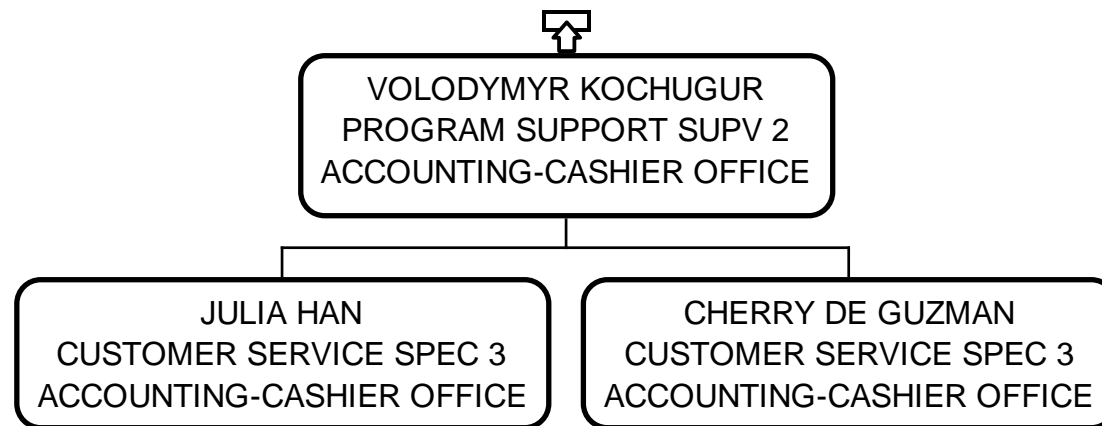 VOLODYMYR KOCHUGUR
PROGRAM SUPPORT SUPV 2
ACCOUNTING-CASHIER OFFICE
JULIA HAN
CUSTOMER SERVICE SPEC 3
ACCOUNTING-CASHIER OFFICE
CHERRY DE GUZMAN
CUSTOMER SERVICE SPEC 3
ACCOUNTING-CASHIER OFFICE